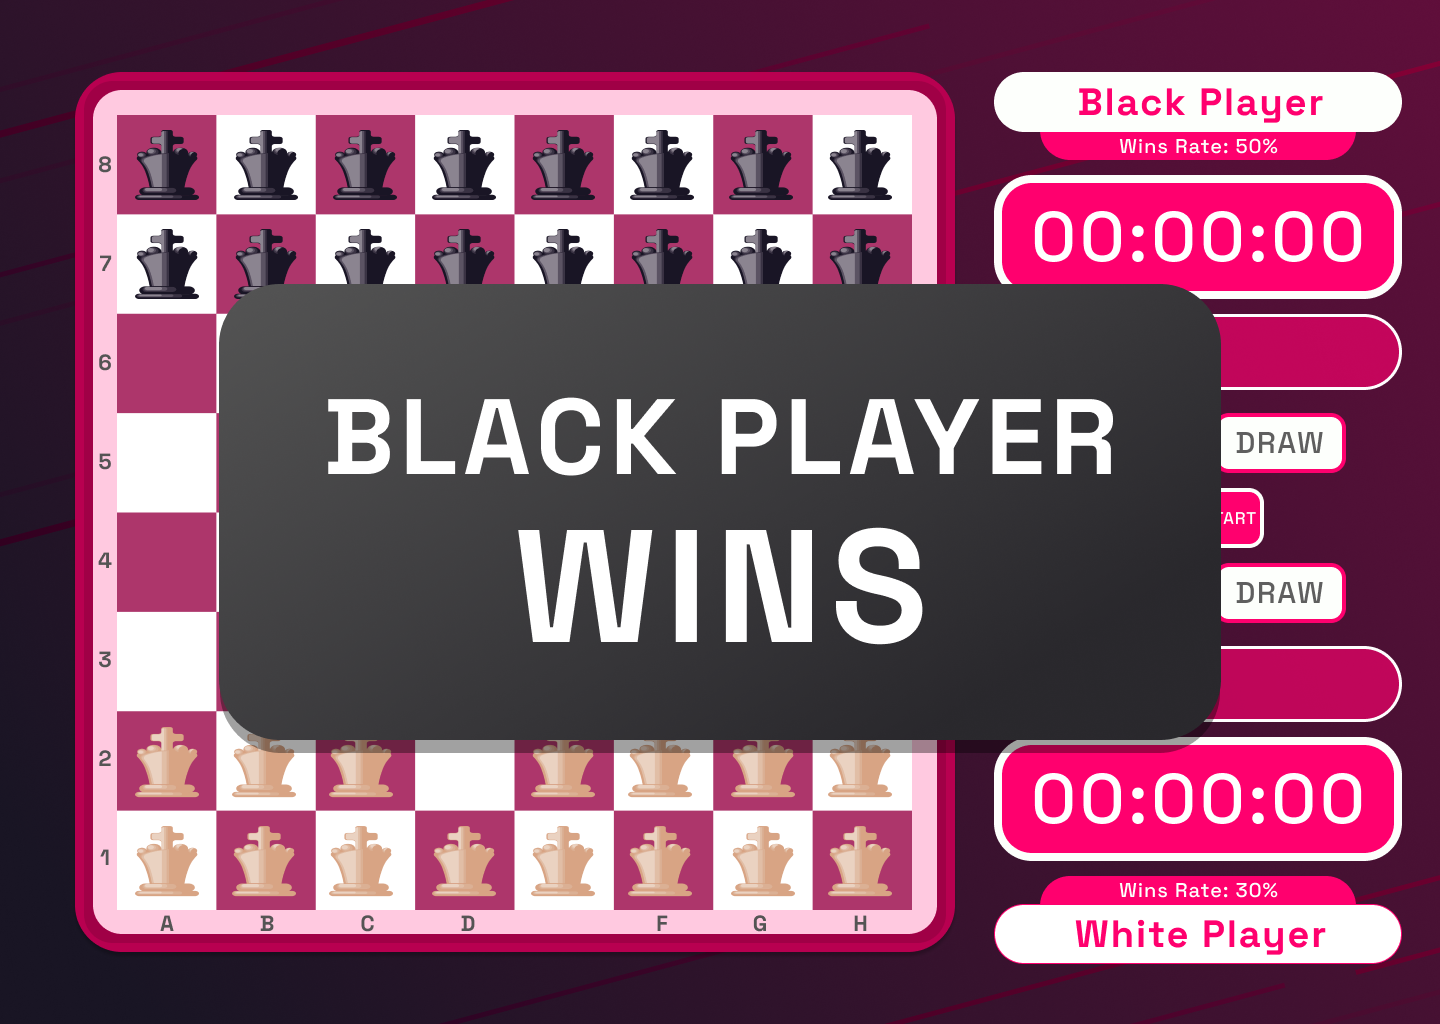 Black Player
Wins Rate: 50%
00:00:00
8
7
6
5
4
3
2
1
A B C D F G H
BLACK PLAYER
WINS
DRAW
DRAW
00:00:00
Wins Rate: 30%
White Player